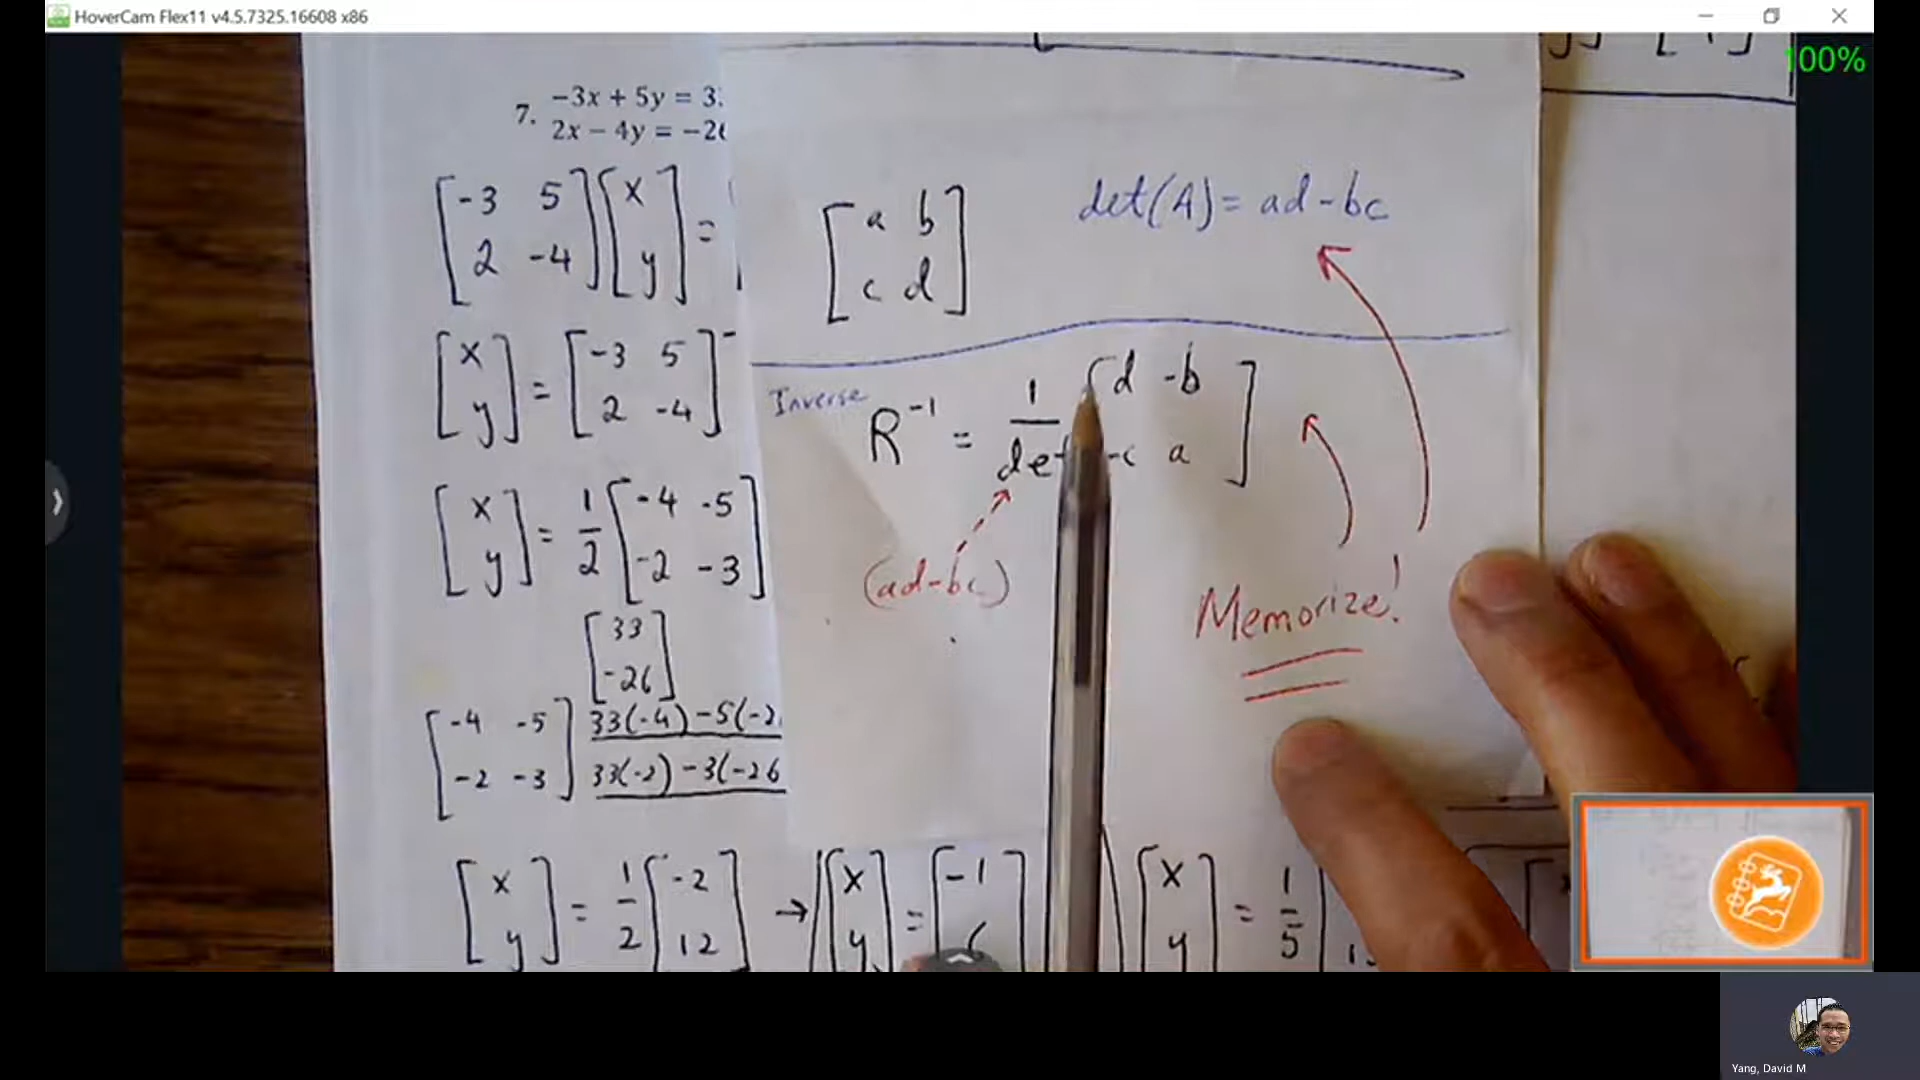 HoverCam Flex11 v4.5.7325.16608 x86
100%
7. -3x + 5y = 3
2x - 4y = -2
[-3 5] [x] =
[2 -4] [y]
[x] = [-3 5]-
[y] [2 -4]
[x] = 1/2 [-4 -5]
[y] [-2 -3]
[33]
[-26]
[-4 -5] 33(-4) -5(-2
[-2 -3] 33(-2) -3(-26
[x] = 1/2 [-2] → [x] = [-1]
[y] [12] [y]
[a b]
[c d]
det(A) = ad-bc
Inverse
R⁻¹ = 1/det [d -b]
[-c a]
(ad-bc)
Memorize!
[x] = 1/5
[y]
Yang, David M